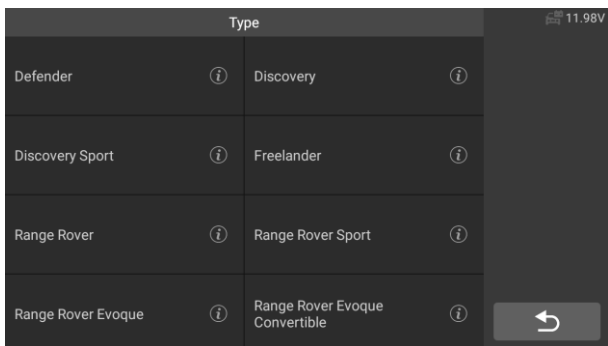 Type
11.98V
Defender
Discovery
Discovery Sport
Freelander
Range Rover
Range Rover Sport
Range Rover Evoque
Range Rover Evoque
Convertible